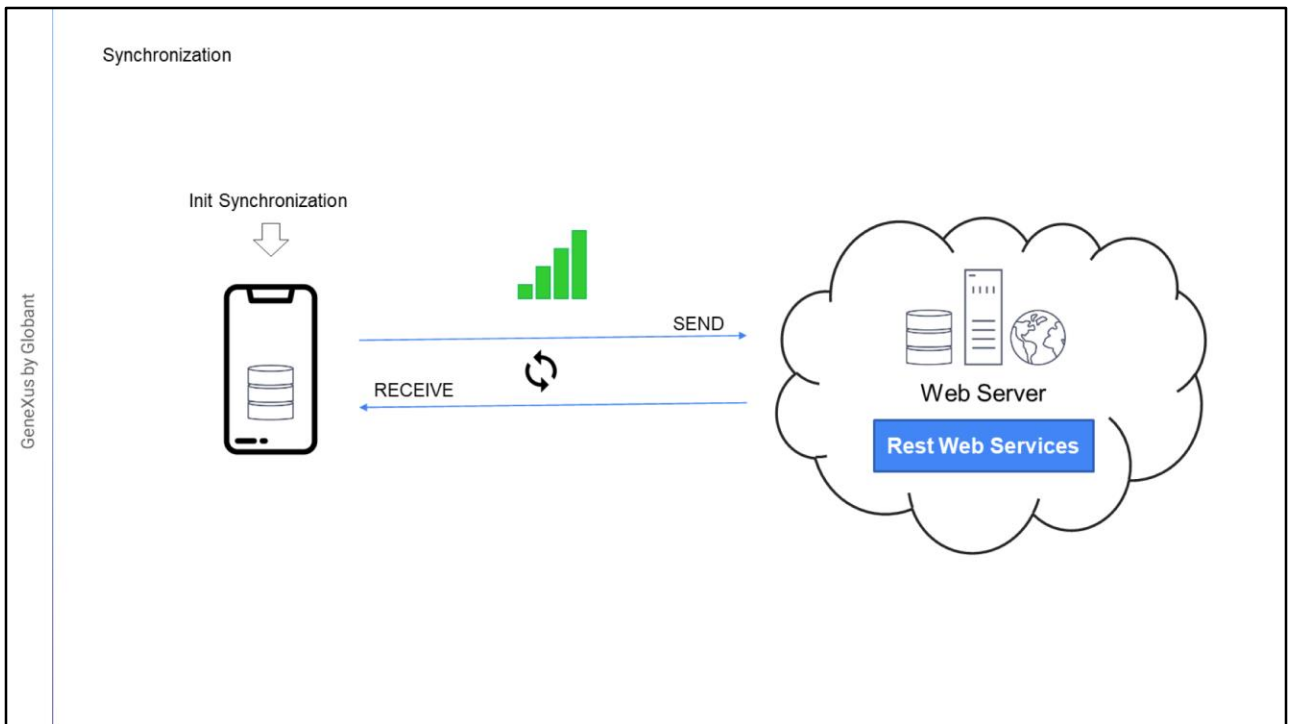 Synchronization
Init Synchronization
SEND
RECEIVE
Web Server
Rest Web Services
GeneXus by Globant